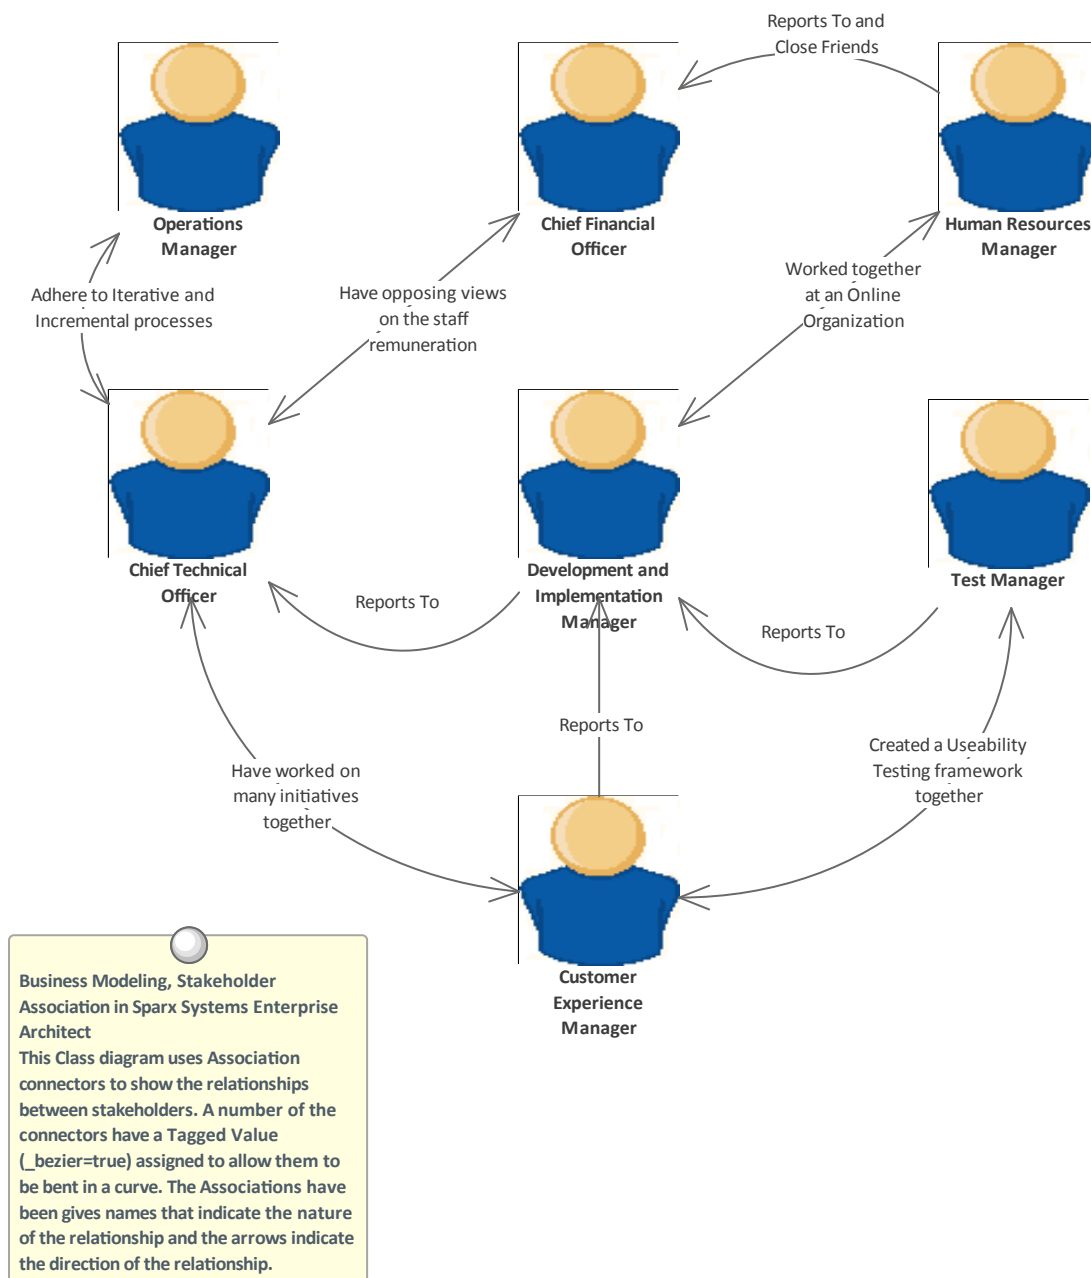 Reports To and
Close Friends
Operations
Manager
Chief Financial
Officer
Human Resources
Manager
Adhere to Iterative and
Incremental processes
Have opposing views
on the staff
remuneration
Worked together
at an Online
Organization
Chief Technical
Officer
Development and
Implementation
Manager
Test Manager
Reports To
Reports To
Reports To
Have worked on
many initiatives
together
Created a Useability
Testing framework
together
Customer
Experience
Manager
Business Modeling, Stakeholder
Association in Sparx Systems Enterprise
Architect
This Class diagram uses Association
connectors to show the relationships
between stakeholders. A number of the
connectors have a Tagged Value
(_bezier=true) assigned to allow them to
be bent in a curve. The Associations have
been gives names that indicate the nature
of the relationship and the arrows indicate
the direction of the relationship.